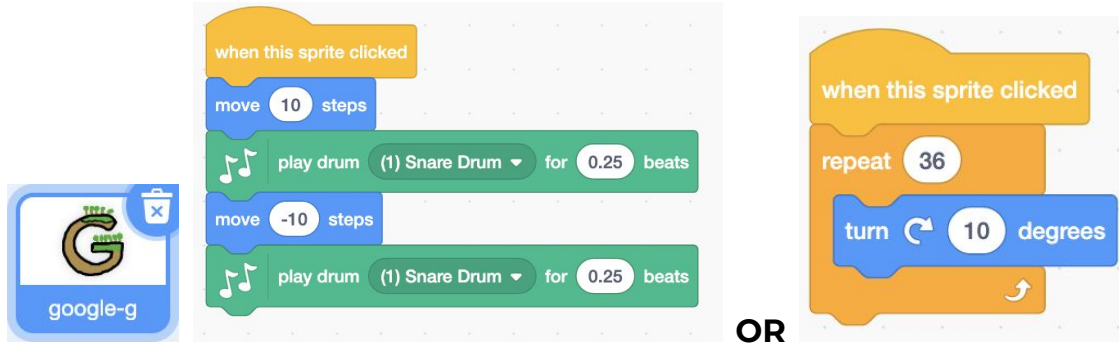 google-g
when this sprite clicked
move 10 steps
play drum (1) Snare Drum for 0.25 beats
move -10 steps
play drum (1) Snare Drum for 0.25 beats
OR
when this sprite clicked
repeat 36
turn 10 degrees